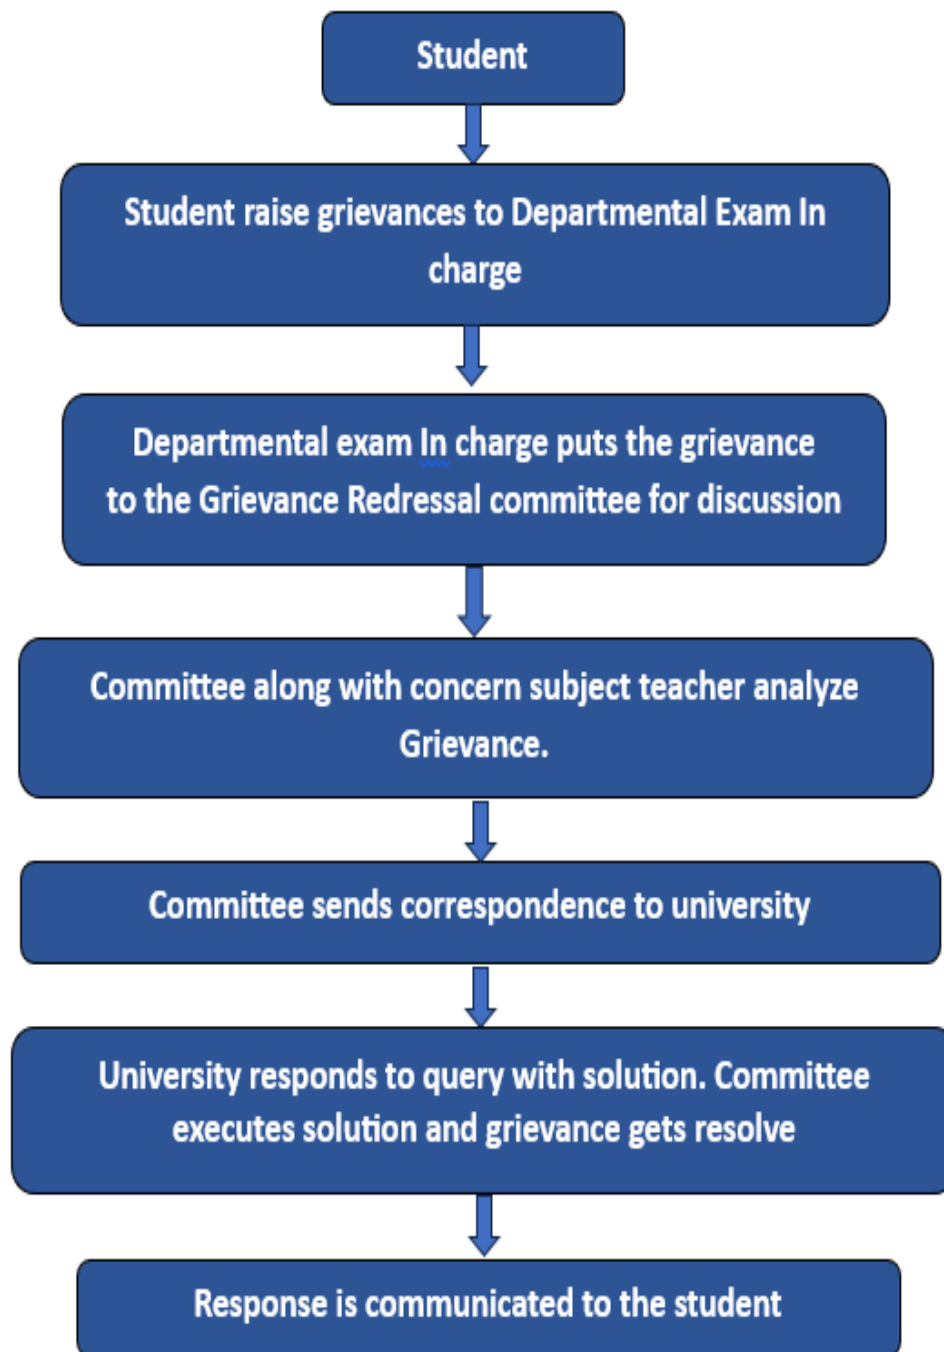 Student
Student raise grievances to Departmental Exam In
charge
Departmental exam In charge puts the grievance
to the Grievance Redressal committee for discussion
Committee along with concern subject teacher analyze
Grievance.
Committee sends correspondence to university
University responds to query with solution. Committee
executes solution and grievance gets resolve
Response is communicated to the student